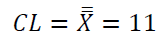 CL = X̿ = 11